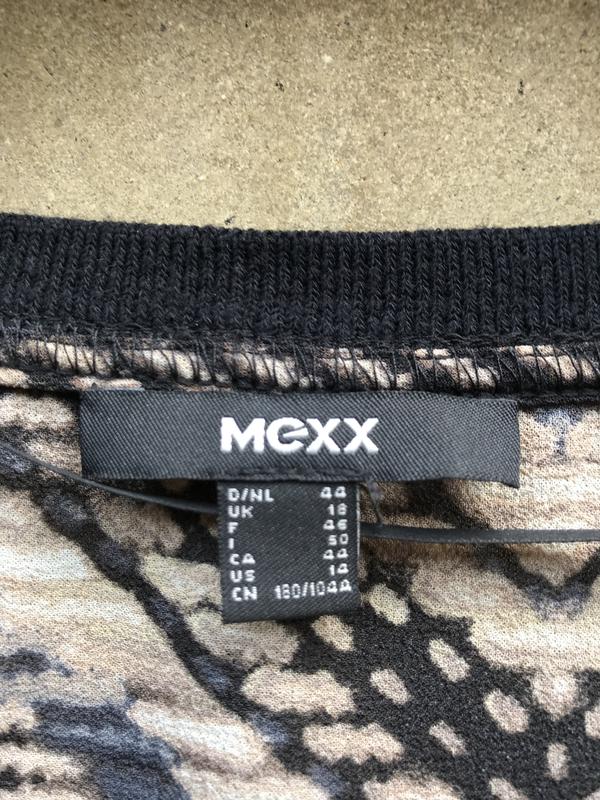 MEXX
D/NL 44
UK 18
F 46
I 50
CA 44
US 14
CN 180/104A